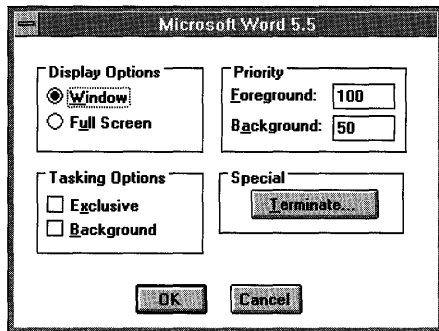 Microsoft Word 5.5
Display Options
Window
Full Screen
Priority
Foreground: 100
Background: 50
Tasking Options
Exclusive
Background
Special
Terminate...
OK
Cancel